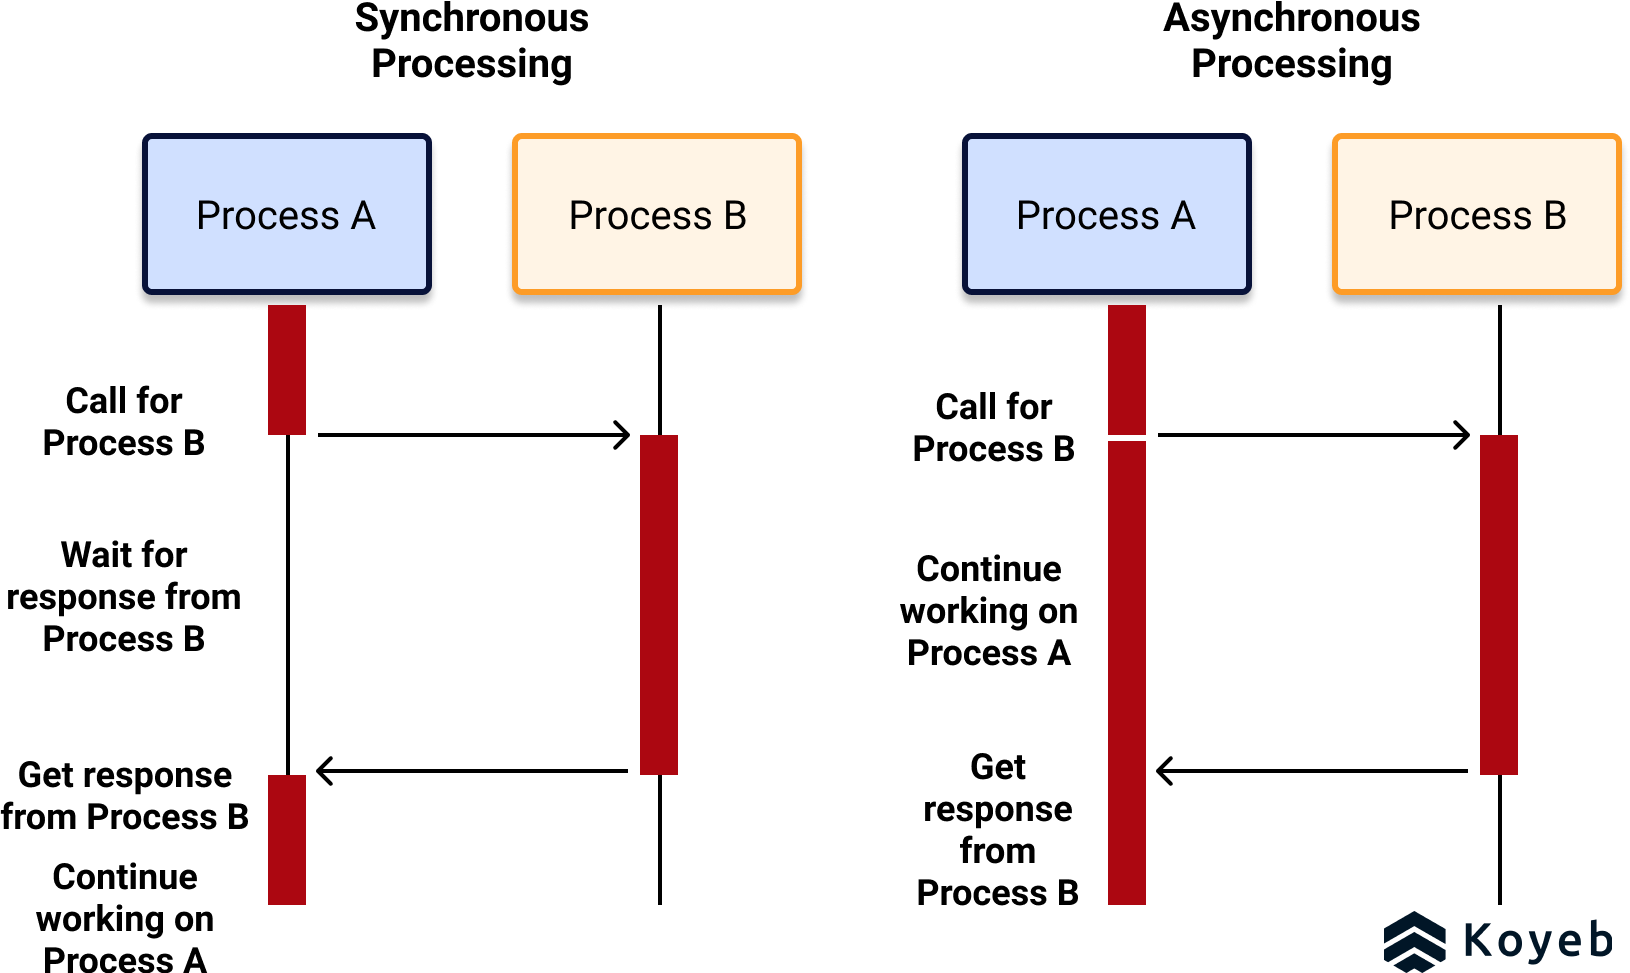 Synchronous
Processing
Process A
Process B
Call for
Process B
Wait for
response from
Process B
Get response
from Process B
Continue
working on
Process A
Asynchronous
Processing
Process A
Process B
Call for
Process B
Continue
working on
Process A
Get
response
from
Process B
Koyeb